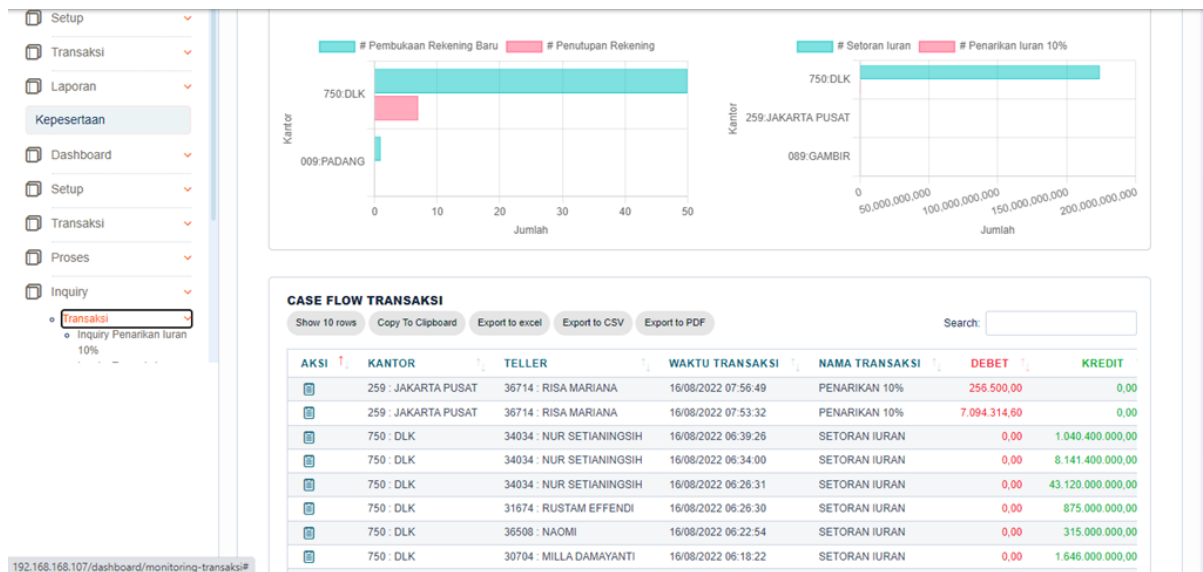 Setup
Transaksi
Laporan
Kepesertaan
Dashboard
Setup
Transaksi
Proses
Inquiry
Transaksi
Inquiry Penarikan Iuran
10%
# Pembukaan Rekening Baru # Penutupan Rekening
Kantor
750:DLK
009:PADANG
0 10 20 30 40 50
Jumlah
# Setoran Iuran # Penarikan Iuran 10%
Kantor
750:DLK
259:JAKARTA PUSAT
089:GAMBIR
0 50,000,000,000 100,000,000,000 150,000,000,000 200,000,000,000
Jumlah
CASE FLOW TRANSAKSI
Show 10 rows Copy To Clipboard Export to excel Export to CSV Export to PDF Search:
AKSI KANTOR TELLER WAKTU TRANSAKSI NAMA TRANSAKSI DEBET KREDIT
259 : JAKARTA PUSAT 36714 : RISA MARIANA 16/08/2022 07:56:49 PENARIKAN 10% 256.500,00 0,00
259 : JAKARTA PUSAT 36714 : RISA MARIANA 16/08/2022 07:53:32 PENARIKAN 10% 7.094.314,60 0,00
750 : DLK 34034 : NUR SETIANINGSIH 16/08/2022 06:39:26 SETORAN IURAN 0,00 1.040.400.000,00
750 : DLK 34034 : NUR SETIANINGSIH 16/08/2022 06:34:00 SETORAN IURAN 0,00 8.141.400.000,00
750 : DLK 34034 : NUR SETIANINGSIH 16/08/2022 06:26:31 SETORAN IURAN 0,00 43.120.000.000,00
750 : DLK 31674 : RUSTAM EFFENDI 16/08/2022 06:26:30 SETORAN IURAN 0,00 875.000.000,00
750 : DLK 36508 : NAOMI 16/08/2022 06:22:54 SETORAN IURAN 0,00 315.000.000,00
750 : DLK 30704 : MILLA DAMAYANTI 16/08/2022 06:18:22 SETORAN IURAN 0,00 1.646.000.000,00
192.168.168.107/dashboard/monitoring-transaksi#